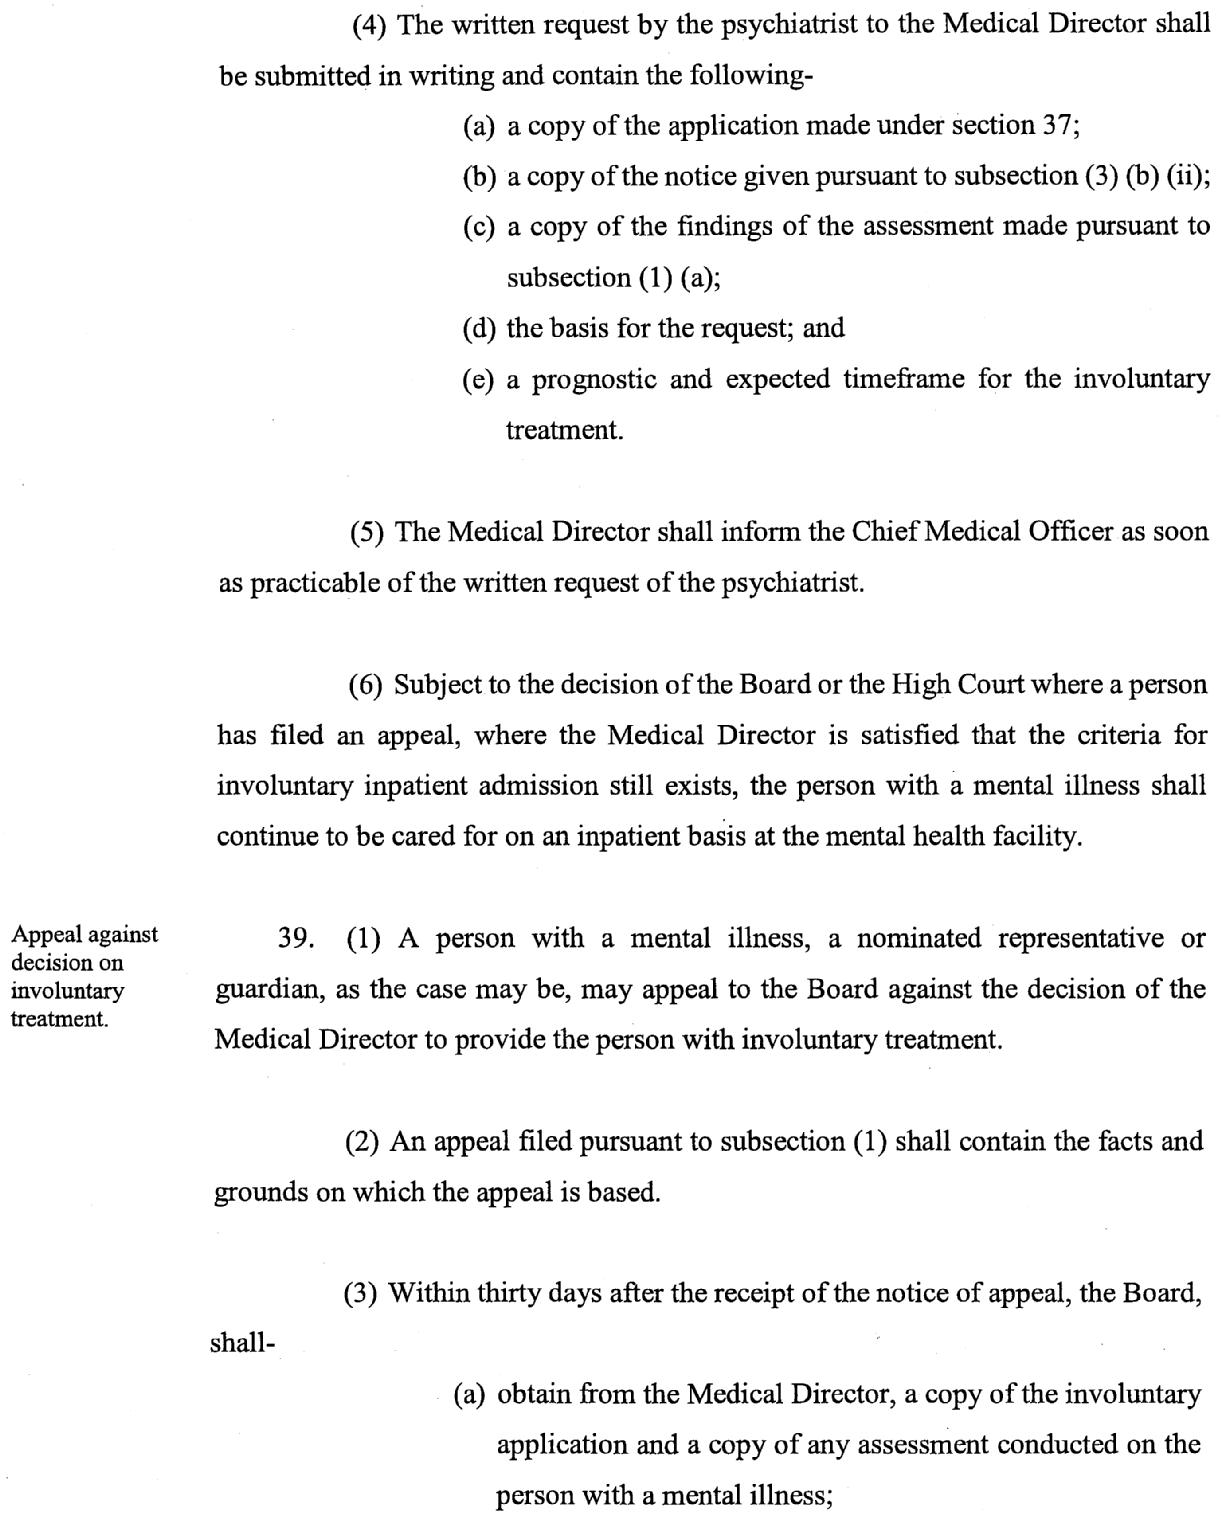 (4) The written request by the psychiatrist to the Medical Director shall
be submitted in writing and contain the following-
(a) a copy of the application made under section 37;
(b) a copy of the notice given pursuant to subsection (3) (b) (ii);
(c) a copy of the findings of the assessment made pursuant to
subsection (1) (a);
(d) the basis for the request; and
(e) a prognostic and expected timeframe for the involuntary
treatment.
(5) The Medical Director shall inform the Chief Medical Officer as soon
as practicable of the written request of the psychiatrist.
(6) Subject to the decision of the Board or the High Court where a person
has filed an appeal, where the Medical Director is satisfied that the criteria for
involuntary inpatient admission still exists, the person with a mental illness shall
continue to be cared for on an inpatient basis at the mental health facility.
Appeal against
decision on
involuntary
treatment.
39. (1) A person with a mental illness, a nominated representative or
guardian, as the case may be, may appeal to the Board against the decision of the
Medical Director to provide the person with involuntary treatment.
(2) An appeal filed pursuant to subsection (1) shall contain the facts and
grounds on which the appeal is based.
(3) Within thirty days after the receipt of the notice of appeal, the Board,
shall-
(a) obtain from the Medical Director, a copy of the involuntary
application and a copy of any assessment conducted on the
person with a mental illness;